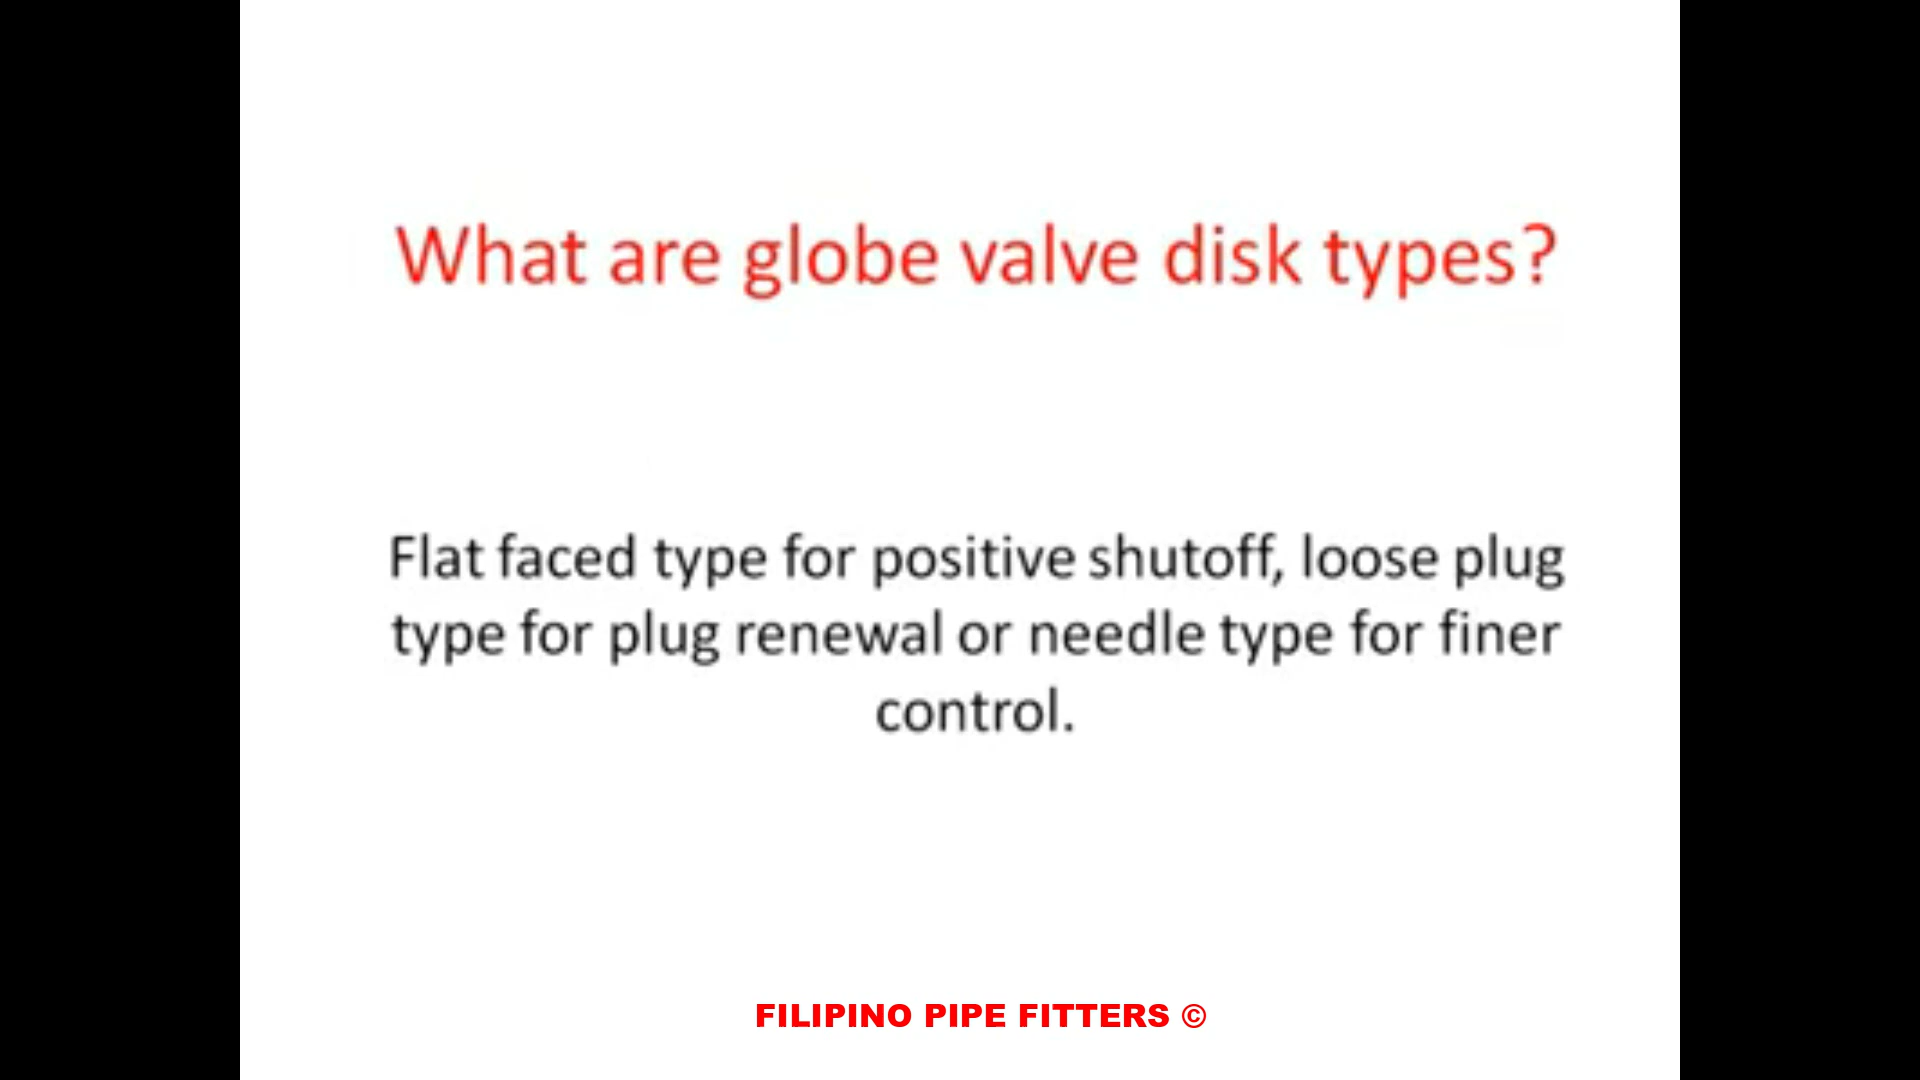 What are globe valve disk types?
Flat faced type for positive shutoff, loose plug
type for plug renewal or needle type for finer
control.
FILIPINO PIPE FITTERS ©